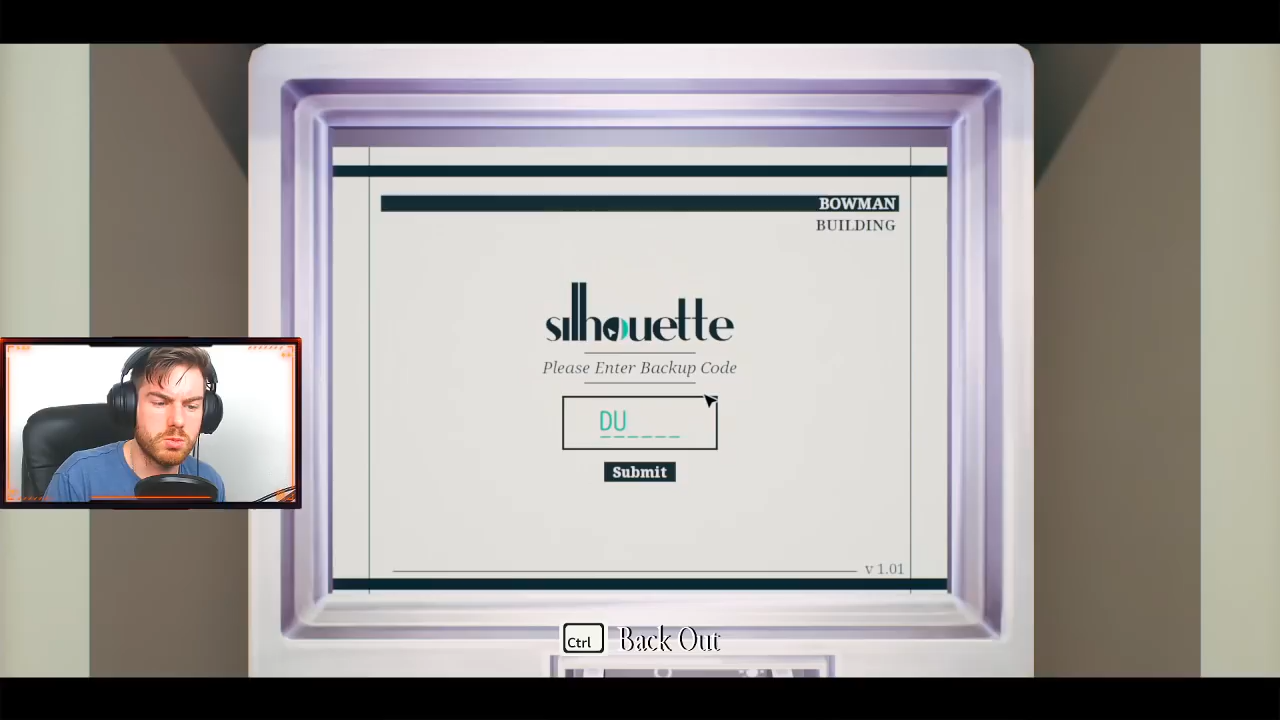 BOWMAN
BUILDING
silhouette
Please Enter Backup Code
DU
Submit
v 1.01
Ctrl Back Out